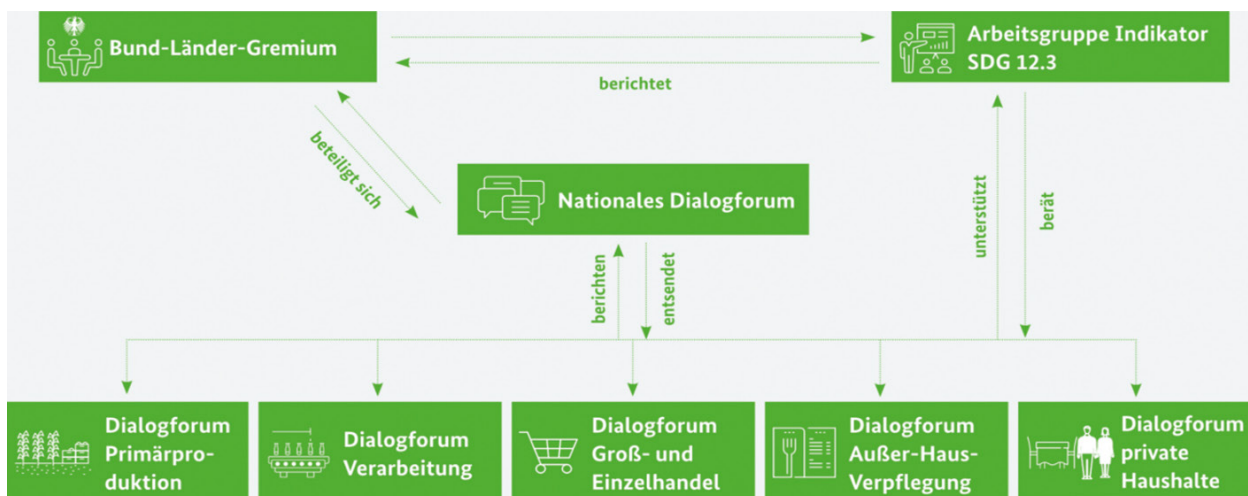 Bund-Länder-Gremium
Arbeitsgruppe Indikator
SDG 12.3
berichtet
beteiligt sich
Nationales Dialogforum
unterstützt
berät
berichten
entsendet
Dialogforum
Primärpro-
duktion
Dialogforum
Verarbeitung
Dialogforum
Groß- und
Einzelhandel
Dialogforum
Außer-Haus-
Verpflegung
Dialogforum
private
Haushalte